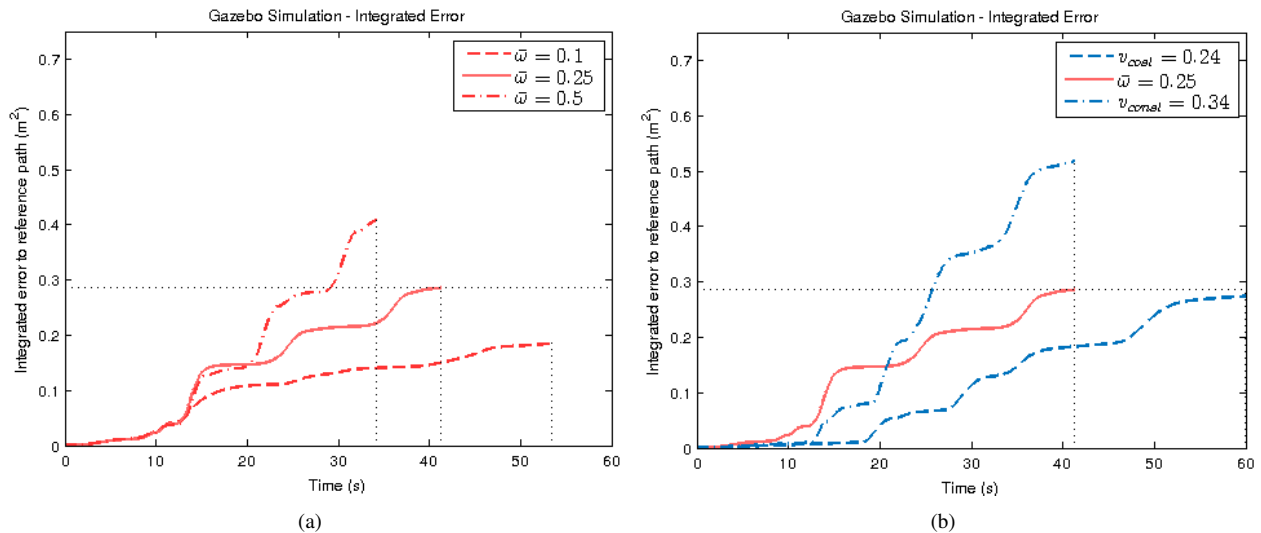 Gazebo Simulation - Integrated Error
0.7
0.6
0.5
0.4
0.3
0.2
0.1
0
0 10 20 30 40 50 60
Integrated error to reference path (m²)
Time (s)
ω̄ = 0.1
ω̄ = 0.25
ω̄ = 0.5
(a)
Gazebo Simulation - Integrated Error
0.7
0.6
0.5
0.4
0.3
0.2
0.1
0
0 10 20 30 40 50 60
Integrated error to reference path (m²)
Time (s)
v_cosl = 0.24
ω̄ = 0.25
v_const = 0.34
(b)